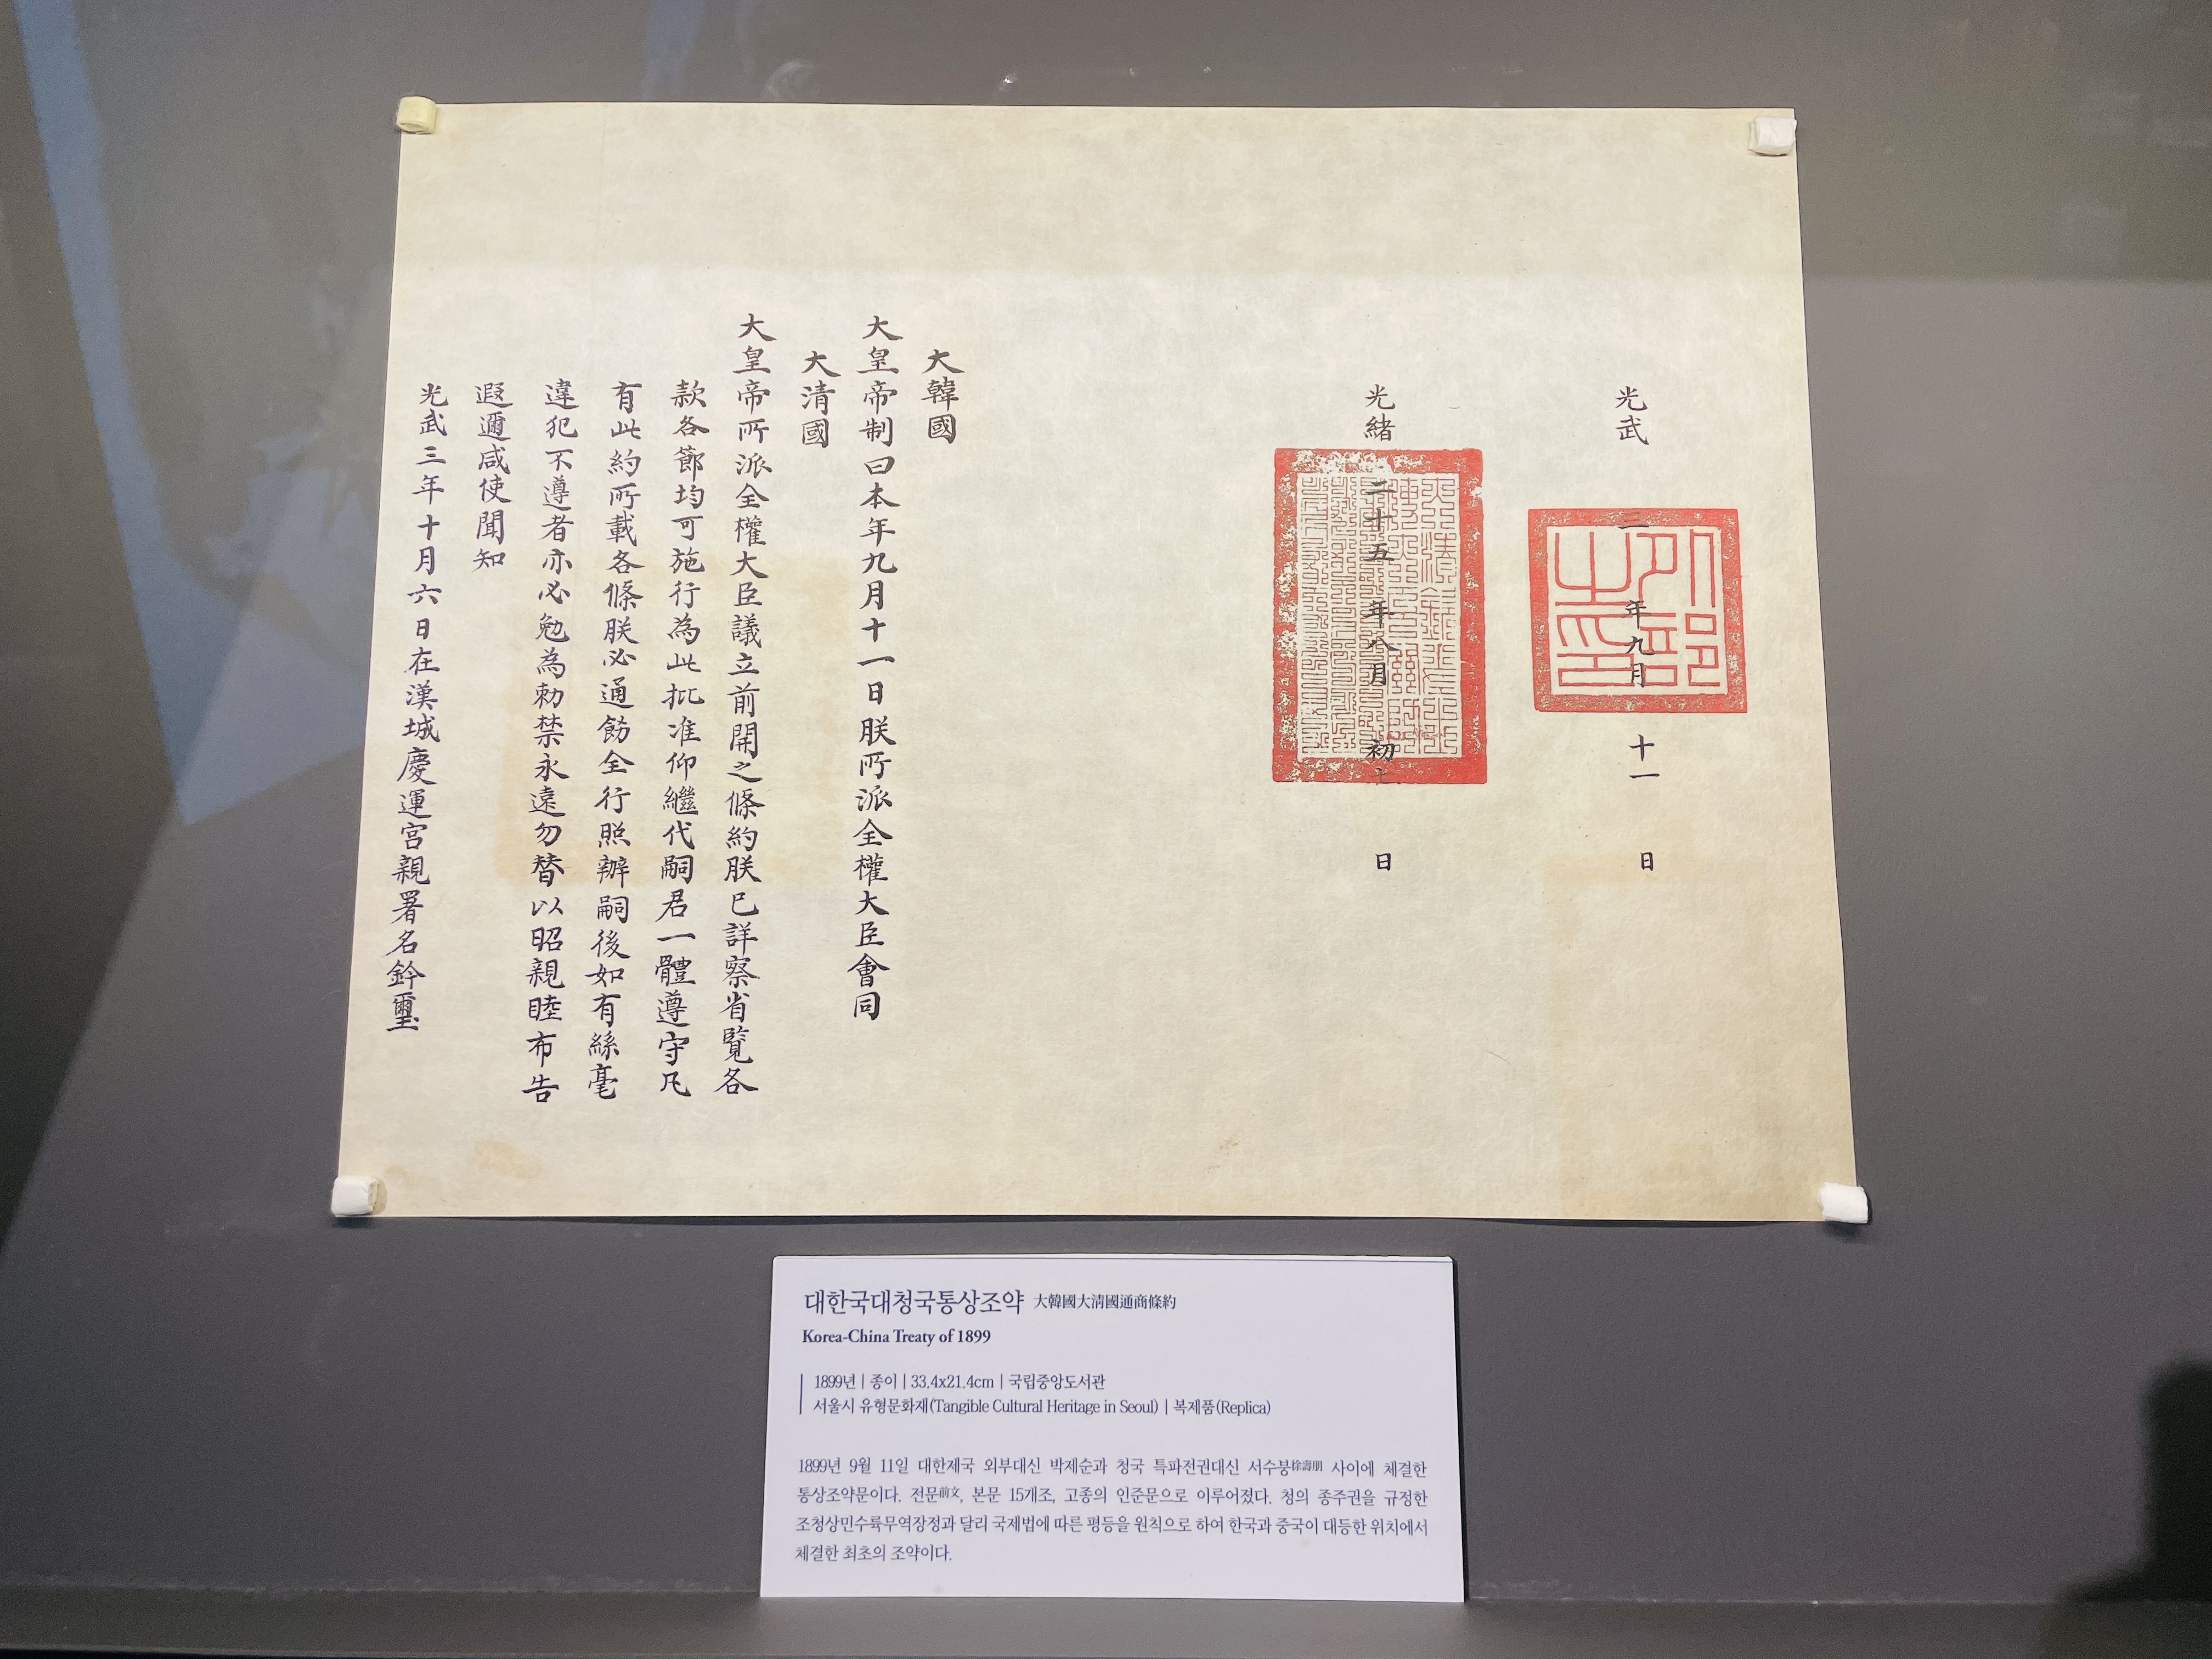 光武三年九月十一日
光緒二十五年八月初七日
大韓國
大皇帝制曰本年九月十一日朕所派全權大臣會同
大清國
大皇帝所派全權大臣議立前開之條約朕已詳察省覽各
款各節均可施行為此批准仰繼代嗣君一體遵守凡
有此約所載各條朕必通飭全行照辦嗣後如有絲毫
違犯不遵者亦必勉為勅禁永遠勿替以昭親睦布告
遐邇咸使聞知
光武三年十月六日在漢城慶運宮親署名鈐璽
外部之印
대한국대청국통상조약 大韓國大淸國通商條約
Korea-China Treaty of 1899
1899년 | 종이 | 33.4x21.4cm | 국립중앙도서관
서울시 유형문화재(Tangible Cultural Heritage in Seoul) | 복제품(Replica)
1899년 9월 11일 대한제국 외부대신 박제순과 청국 특파전권대신 서수붕徐壽朋 사이에 체결한
통상조약문이다. 전문前文, 본문 15개조, 고종의 인준문으로 이루어졌다. 청의 종주권을 규정한
조청상민수륙무역장정과 달리 국제법에 따른 평등을 원칙으로 하여 한국과 중국이 대등한 위치에서
체결한 최초의 조약이다.